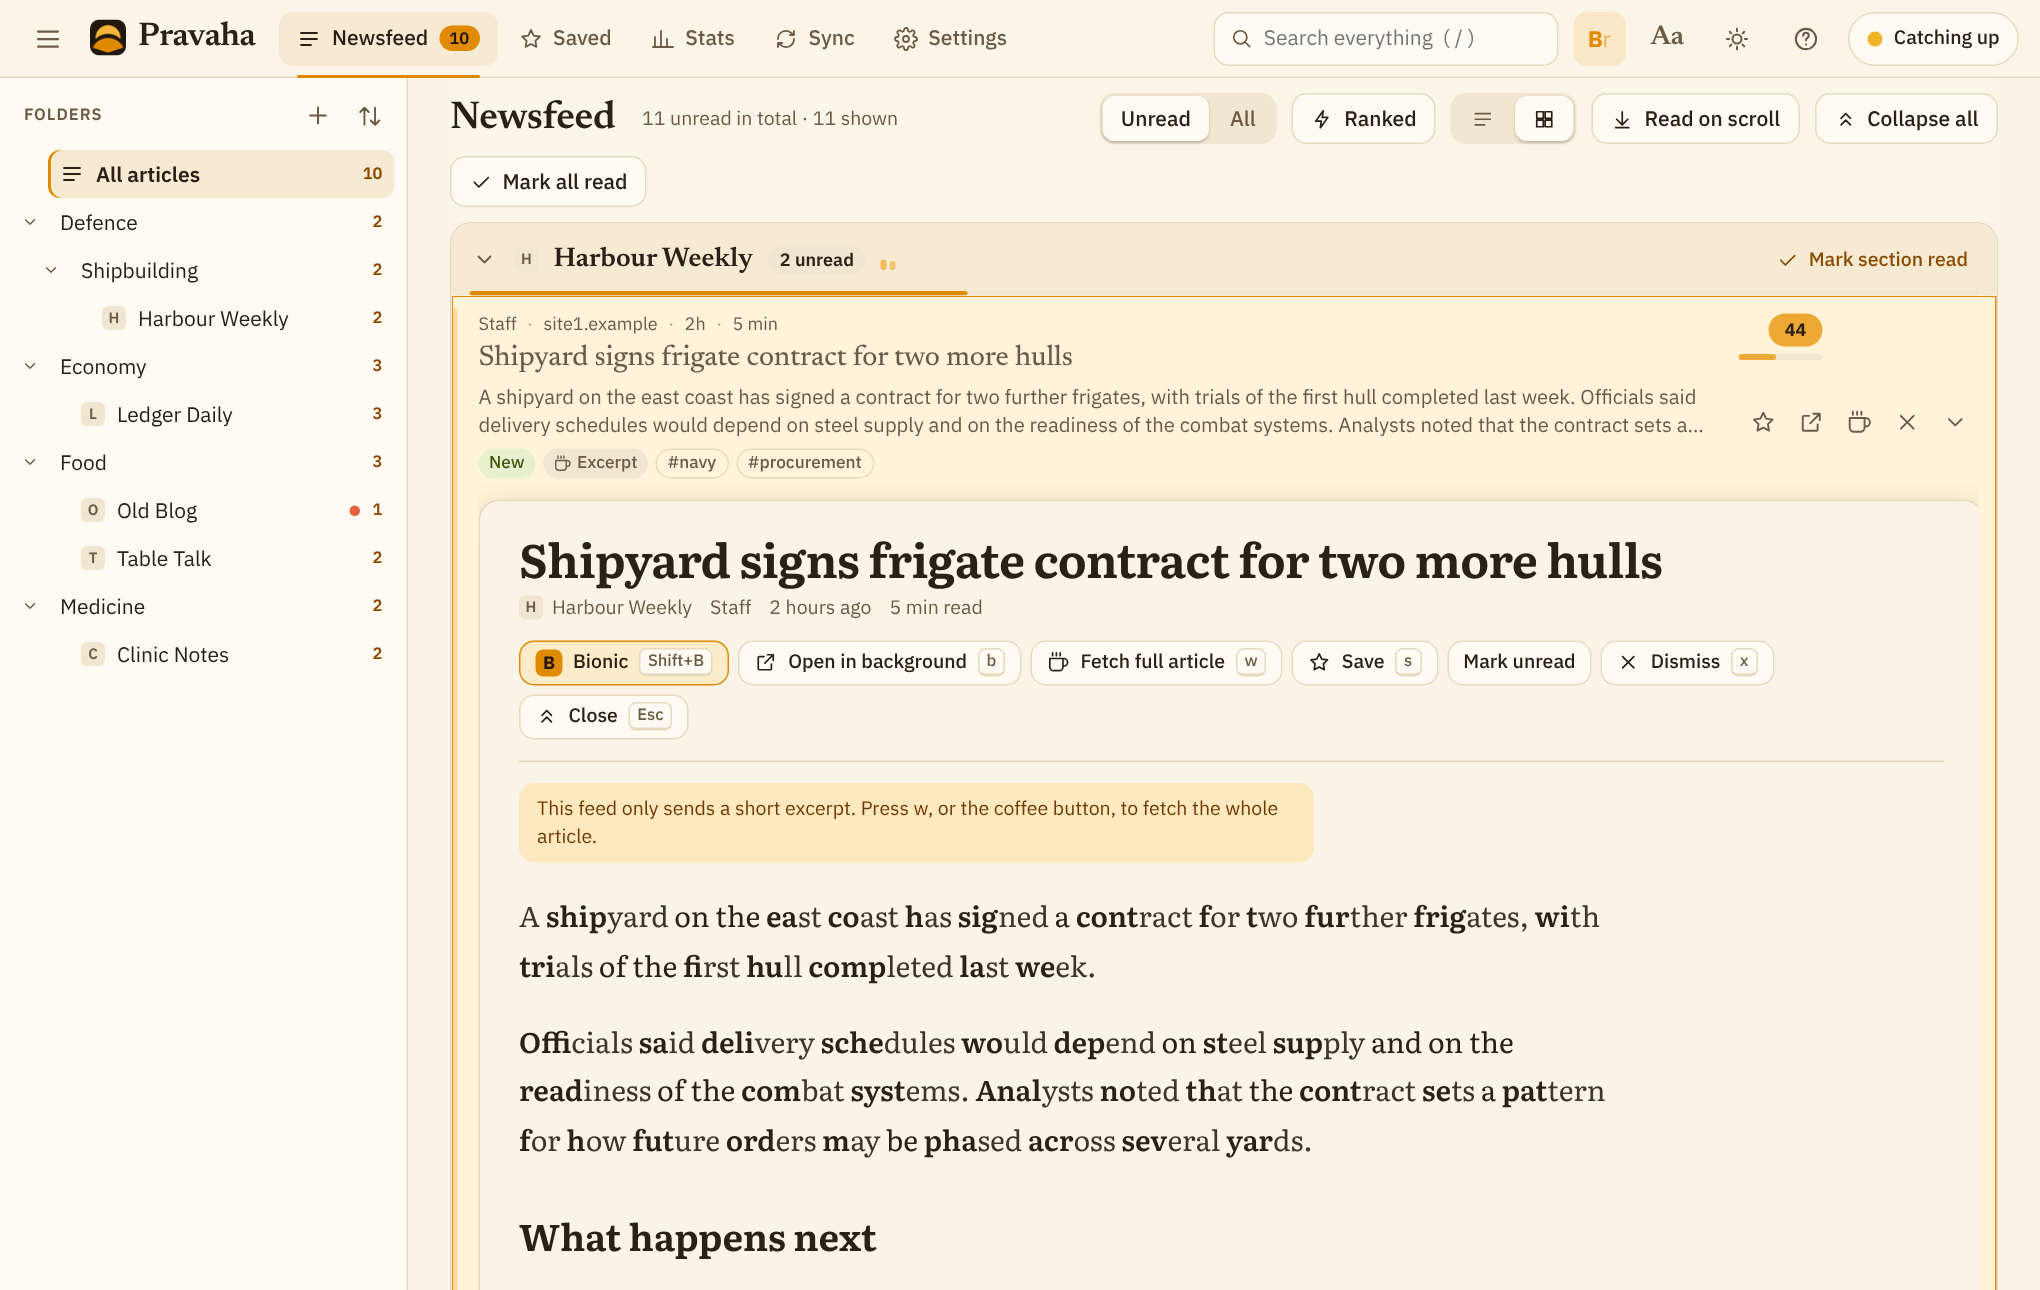 Pravaha
Newsfeed 10
Saved
Stats
Sync
Settings
Search everything ( / )
Br
Aa
Catching up
FOLDERS
All articles 10
Defence 2
Shipbuilding 2
H Harbour Weekly 2
Economy 3
L Ledger Daily 3
Food 3
O Old Blog 1
T Table Talk 2
Medicine 2
C Clinic Notes 2
Newsfeed 11 unread in total · 11 shown
Unread All
Ranked
Read on scroll
Collapse all
Mark all read
H Harbour Weekly 2 unread
Mark section read
Staff · site1.example · 2h · 5 min
44
Shipyard signs frigate contract for two more hulls
A shipyard on the east coast has signed a contract for two further frigates, with trials of the first hull completed last week. Officials said
delivery schedules would depend on steel supply and on the readiness of the combat systems. Analysts noted that the contract sets a...
New Excerpt #navy #procurement
Shipyard signs frigate contract for two more hulls
H Harbour Weekly Staff 2 hours ago 5 min read
B Bionic Shift+B
Open in background b
Fetch full article w
Save s
Mark unread
Dismiss x
Close Esc
This feed only sends a short excerpt. Press w, or the coffee button, to fetch the whole
article.
A shipyard on the east coast has signed a contract for two further frigates, with
trials of the first hull completed last week.
Officials said delivery schedules would depend on steel supply and on the
readiness of the combat systems. Analysts noted that the contract sets a pattern
for how future orders may be phased across several yards.
What happens next